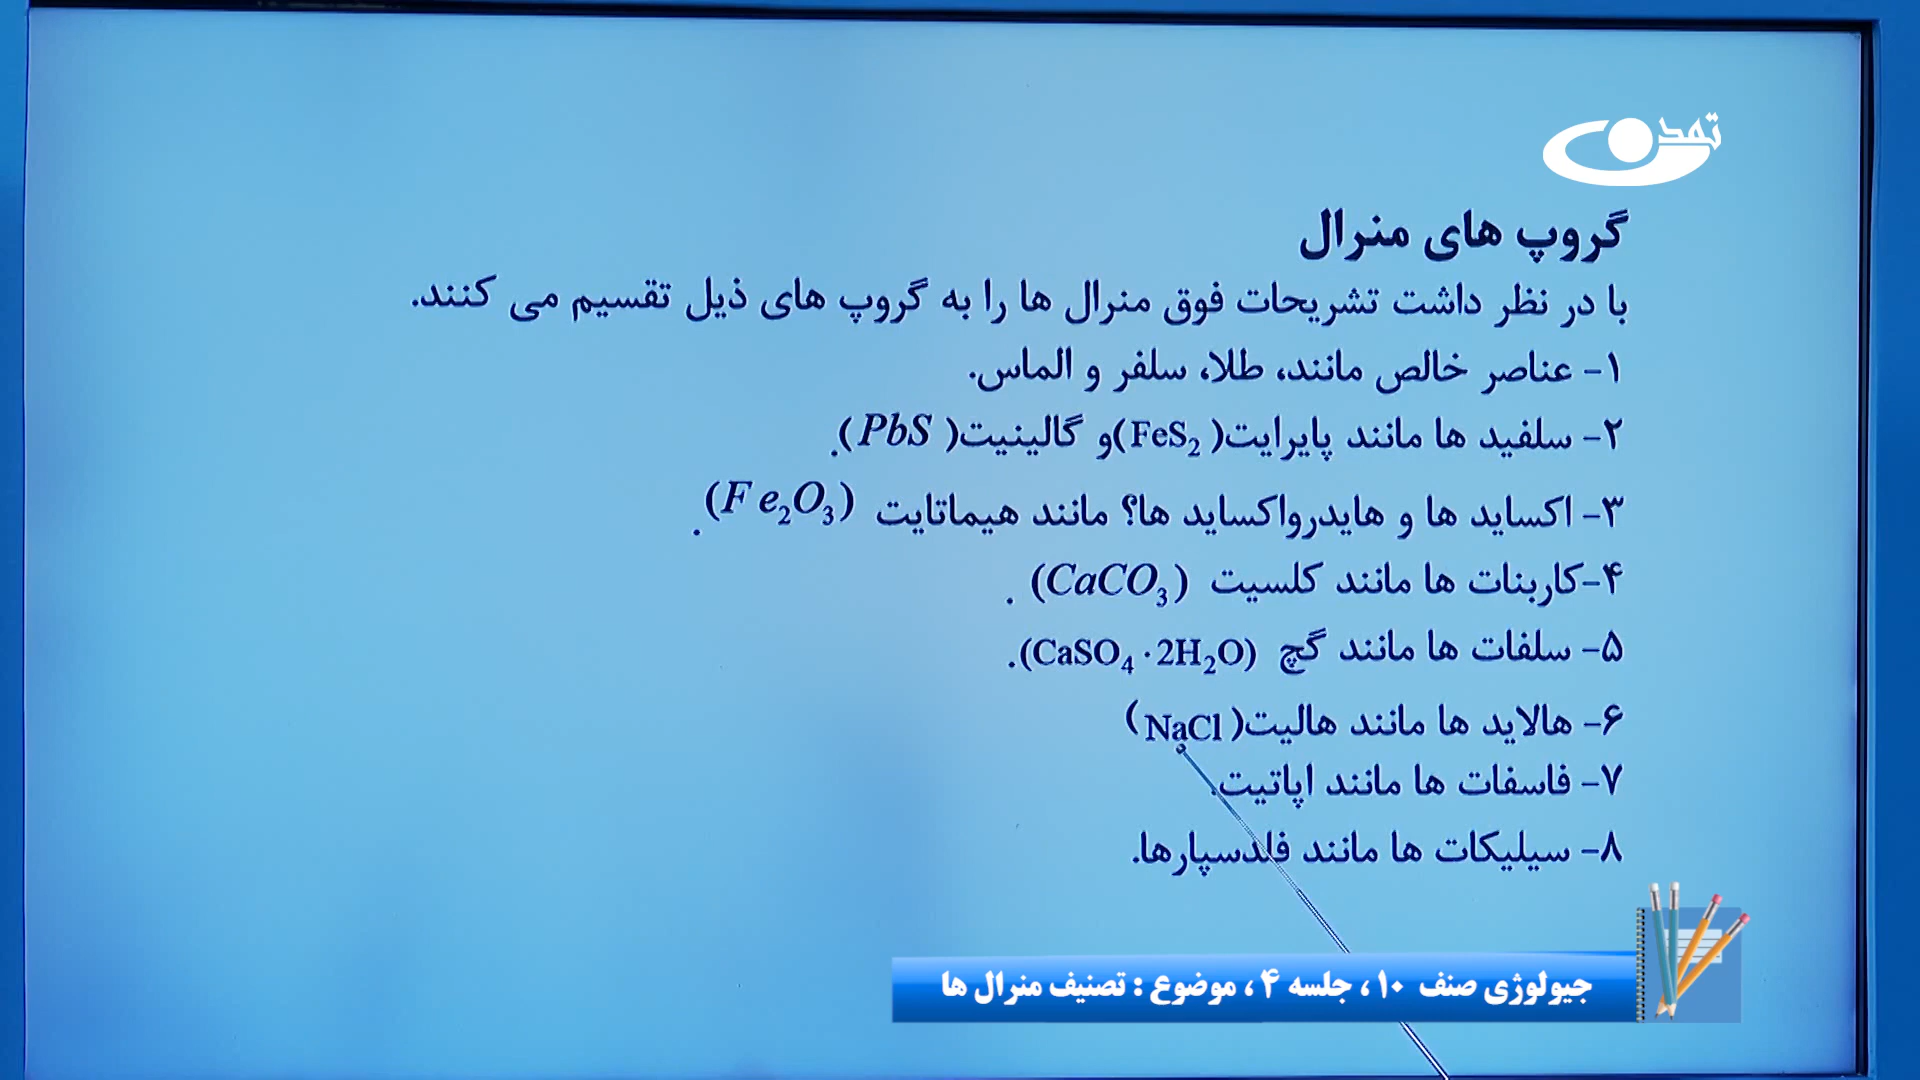 تمدن
گروپ های منرال
با در نظر داشت تشریحات فوق منرال ها را به گروپ های ذیل تقسیم می کنند.
۱- عناصر خالص مانند، طلا، سلفر و الماس.
۲- سلفید ها مانند پایرایت( FeS₂)و گالینیت( PbS).
۳- اکساید ها و هایدرواکساید ها؟ مانند هیماتایت (Fe₂O₃).
۴-کاربنات ها مانند کلسیت (CaCO₃).
۵- سلفات ها مانند گچ (CaSO₄·2H₂O).
۶- هالاید ها مانند هالیت( NaCl)
۷- فاسفات ها مانند اپاتیت.
۸- سیلیکات ها مانند فلدسپارها.
جیولوژی صنف ۱۰، جلسه ۴، موضوع : تصنیف منرال ها